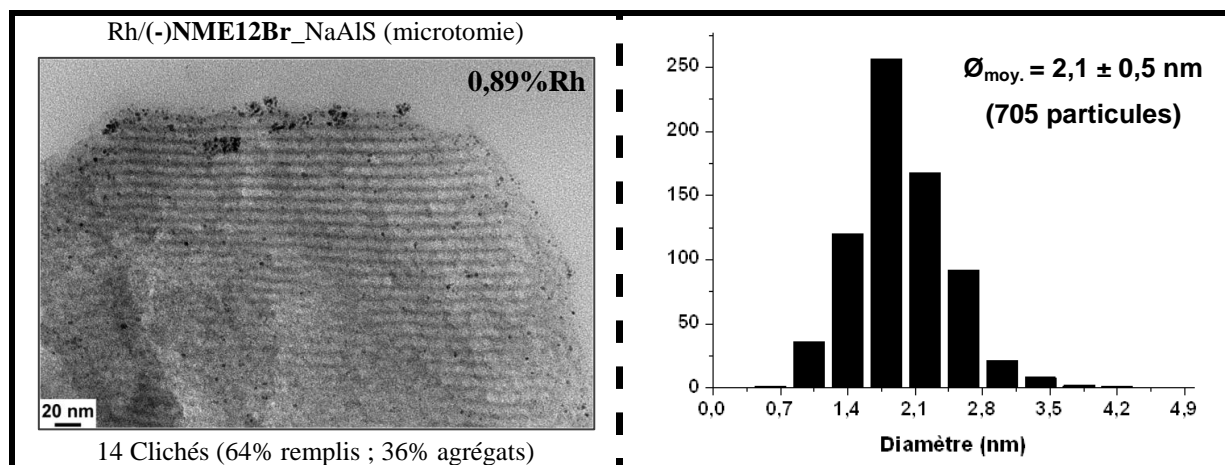 Rh/(-)NME12Br_NaAlS (microtomie)
0,89%Rh
20 nm
14 Clichés (64% remplis ; 36% agrégats)
Ø moy. = 2,1 ± 0,5 nm
(705 particules)
250
200
150
100
50
0
0,0 0,7 1,4 2,1 2,8 3,5 4,2 4,9
Diamètre (nm)